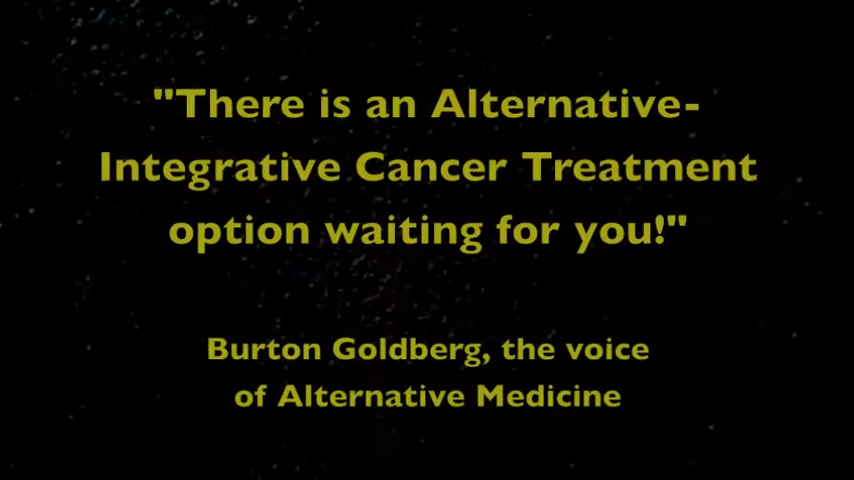 "There is an Alternative-
Integrative Cancer Treatment
option waiting for you!"
Burton Goldberg, the voice
of Alternative Medicine